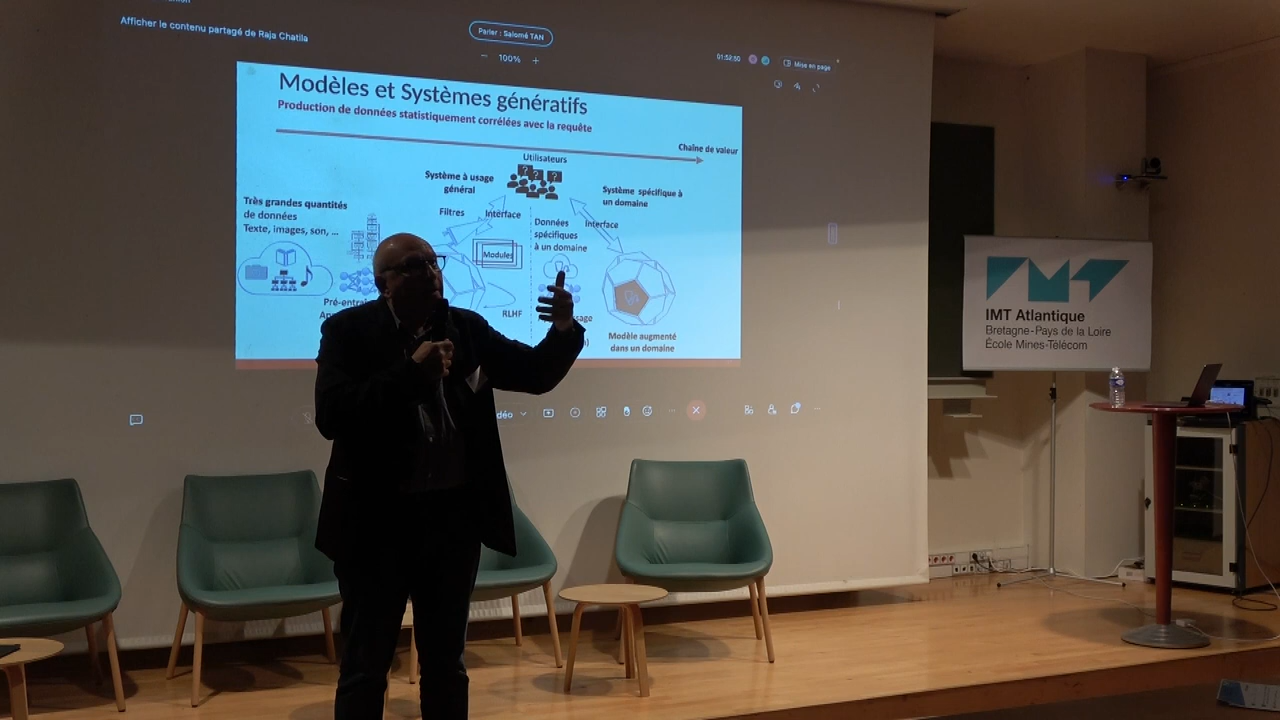 Afficher le contenu partagé de Raja Chatila
Parler : Salomé TAN
100%
01:52:50
Mise en page
Modèles et Systèmes génératifs
Production de données statistiquement corrélées avec la requête
Chaîne de valeur
Utilisateurs
Système à usage
général
Système spécifique à
un domaine
Très grandes quantités
de données
Texte, images, son, ...
Filtres
Interface
Données
spécifiques
à un domaine
Interface
Modules
RLHF
Modèle augmenté
dans un domaine
IMT Atlantique
Bretagne-Pays de la Loire
École Mines-Télécom